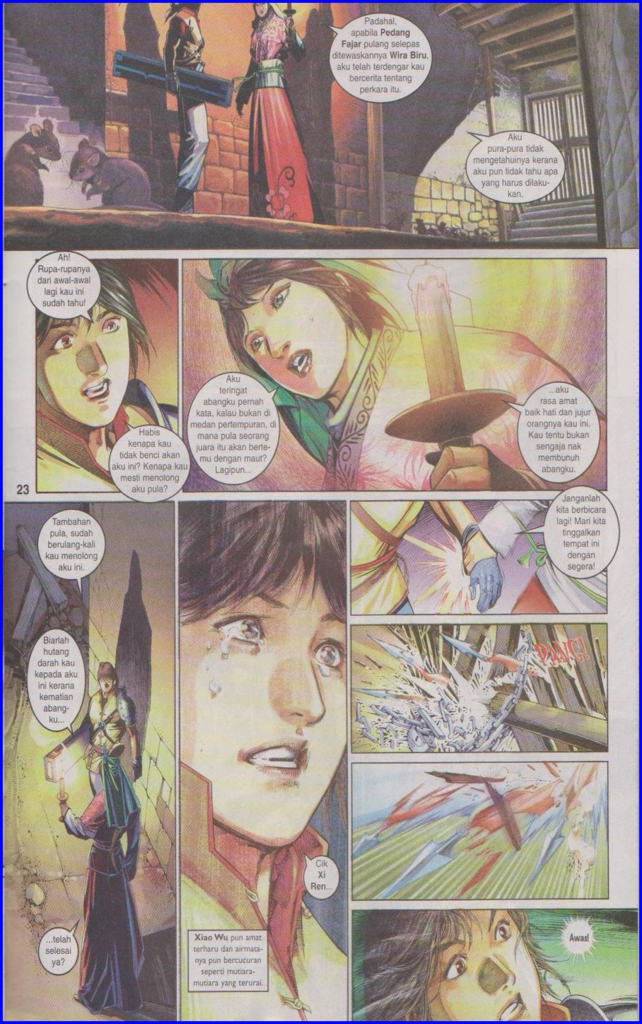 Padahal,
apabila Pedang
Fajar pulang selepas
ditewaskannya Wira Biru,
aku telah terdengar kau
bercerita tentang
perkara itu.
Aku
pura-pura tidak
mengetahuinya kerana
aku pun tidak tahu apa
yang harus dilaku-
kan.
Ah!
Rupa-rupanya
dari awal-awal
lagi kau ini
sudah tahu!
Habis
kenapa kau
tidak benci akan
aku ini? Kenapa kau
mesti menolong
aku pula?
Aku
teringat
abangku pernah
kata, kalau bukan di
medan pertempuran, di
mana pula seorang
juara itu akan berte-
mu dengan maut?
Lagipun...
...aku
rasa amat
baik hati dan jujur
orangnya kau ini.
Kau tentu bukan
sengaja nak
membunuh
abangku.
23
Tambahan
pula, sudah
berulang-kali
kau menolong
aku ini.
Biarlah
hutang
darah kau
kepada aku
ini kerana
kematian
abang-
ku...
...telah
selesai
ya?
Cik
Xi
Ren...
Xiao Wu pun amat
terharu dan airmata-
nya pun bercucuran
seperti mutiara-
mutiara yang terurai.
Janganlah
kita berbicara
lagi! Mari kita
tinggalkan
tempat ini
dengan
segera!
PANG!
Awas!